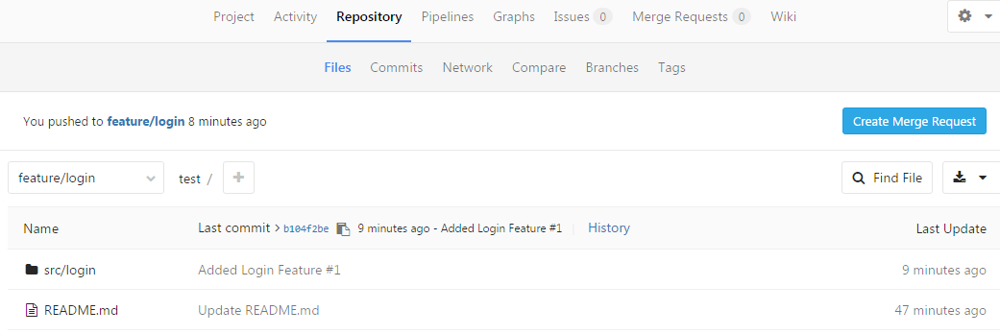 Project Activity Repository Pipelines Graphs Issues 0 Merge Requests 0 Wiki
Files Commits Network Compare Branches Tags
You pushed to feature/login 8 minutes ago Create Merge Request
feature/login test / + Find File
Name Last commit > b104f2be 9 minutes ago - Added Login Feature #1 History Last Update
src/login Added Login Feature #1 9 minutes ago
README.md Update README.md 47 minutes ago